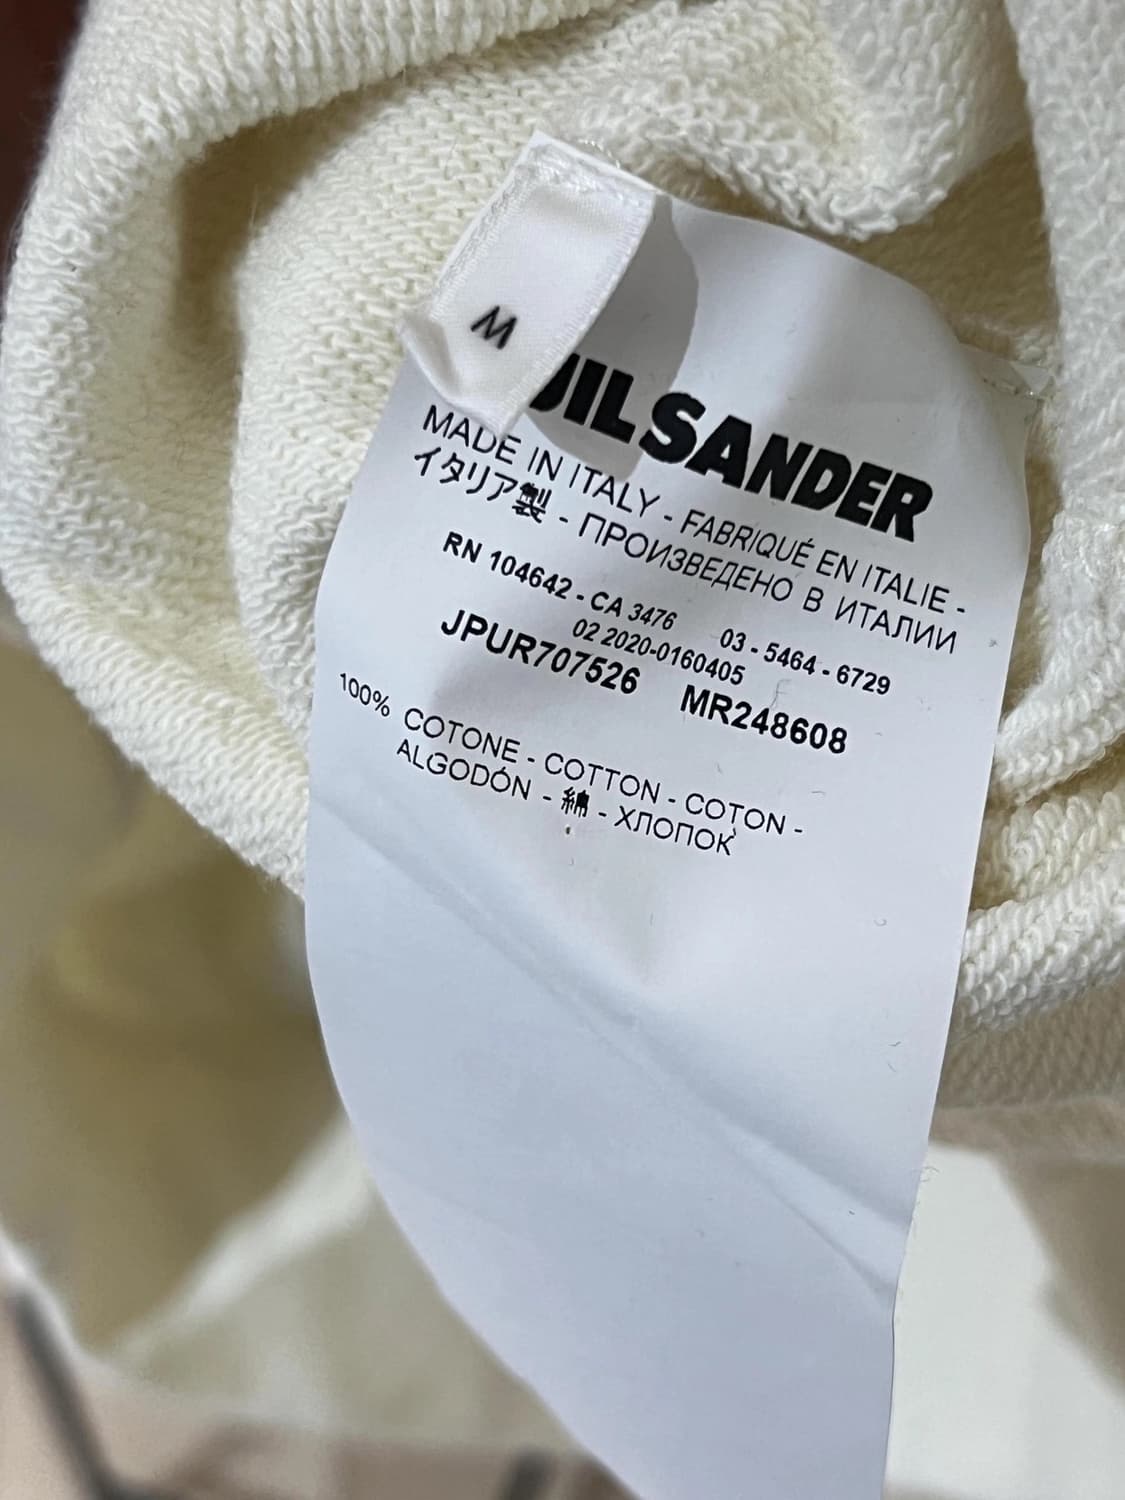 M
JIL SANDER
MADE IN ITALY - FABRIQUÉ EN ITALIE -
イタリア製 - ПРОИЗВЕДЕНО В ИТАЛИИ
RN 104642 - CA 3476 03 - 5464 - 6729
02 2020-0160405
JPUR707526 MR248608
100% COTONE - COTTON - COTON -
ALGODÓN - 綿 - ХЛОПОК